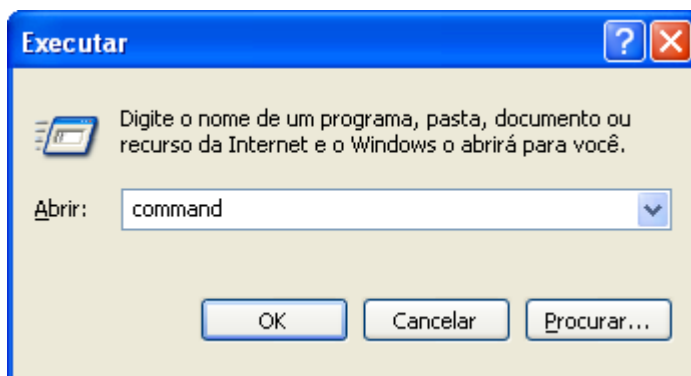 Executar
Digite o nome de um programa, pasta, documento ou
recurso da Internet e o Windows o abrirá para você.
Abrir: command
OK Cancelar Procurar...